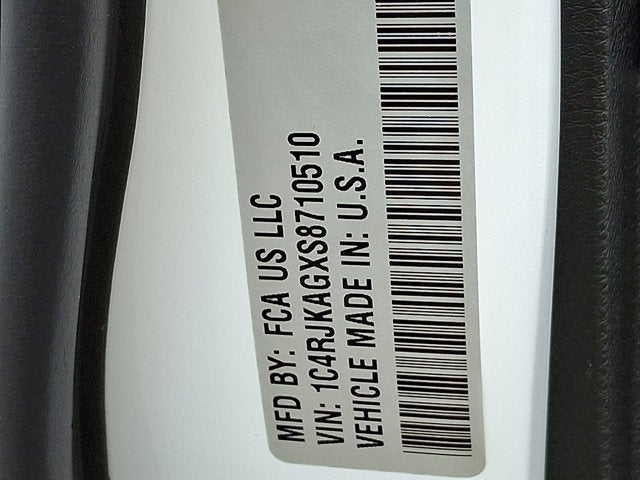 MFD BY: FCA US LLC
VIN: 1C4RJKAGXS8710510
VEHICLE MADE IN: U.S.A.